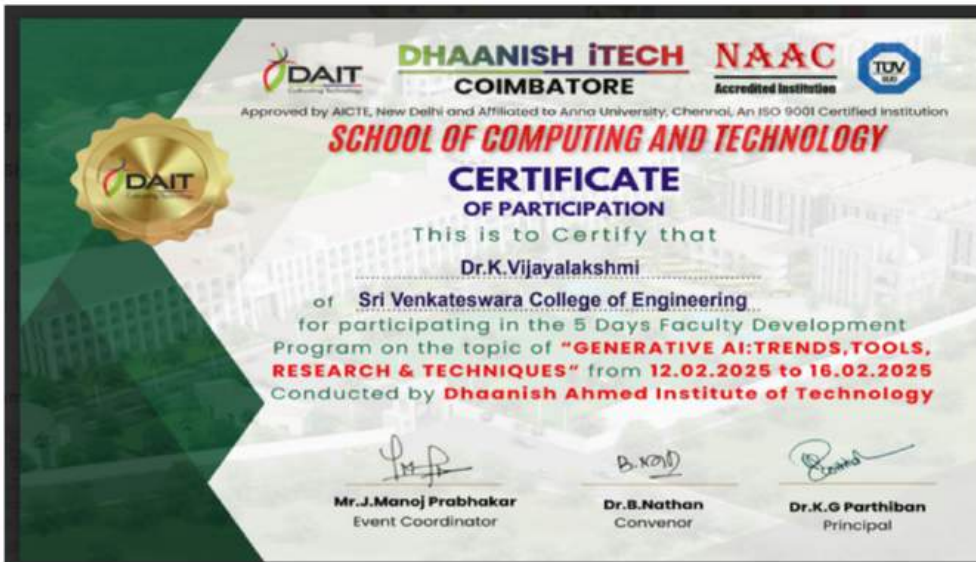 DAIT
DHAANISH iTECH
COIMBATORE
NAAC
Accredited Institution
TUV
SUD
Approved by AICTE, New Delhi and Affiliated to Anna University, Chennai, An ISO 9001 Certified Institution
SCHOOL OF COMPUTING AND TECHNOLOGY
DAIT
CERTIFICATE
OF PARTICIPATION
This is to Certify that
Dr.K.Vijayalakshmi
of Sri Venkateswara College of Engineering
for participating in the 5 Days Faculty Development
Program on the topic of "GENERATIVE AI:TRENDS,TOOLS,
RESEARCH & TECHNIQUES" from 12.02.2025 to 16.02.2025
Conducted by Dhaanish Ahmed Institute of Technology
B.N
Mr.J.Manoj Prabhakar
Event Coordinator
Dr.B.Nathan
Convenor
Dr.K.G Parthiban
Principal